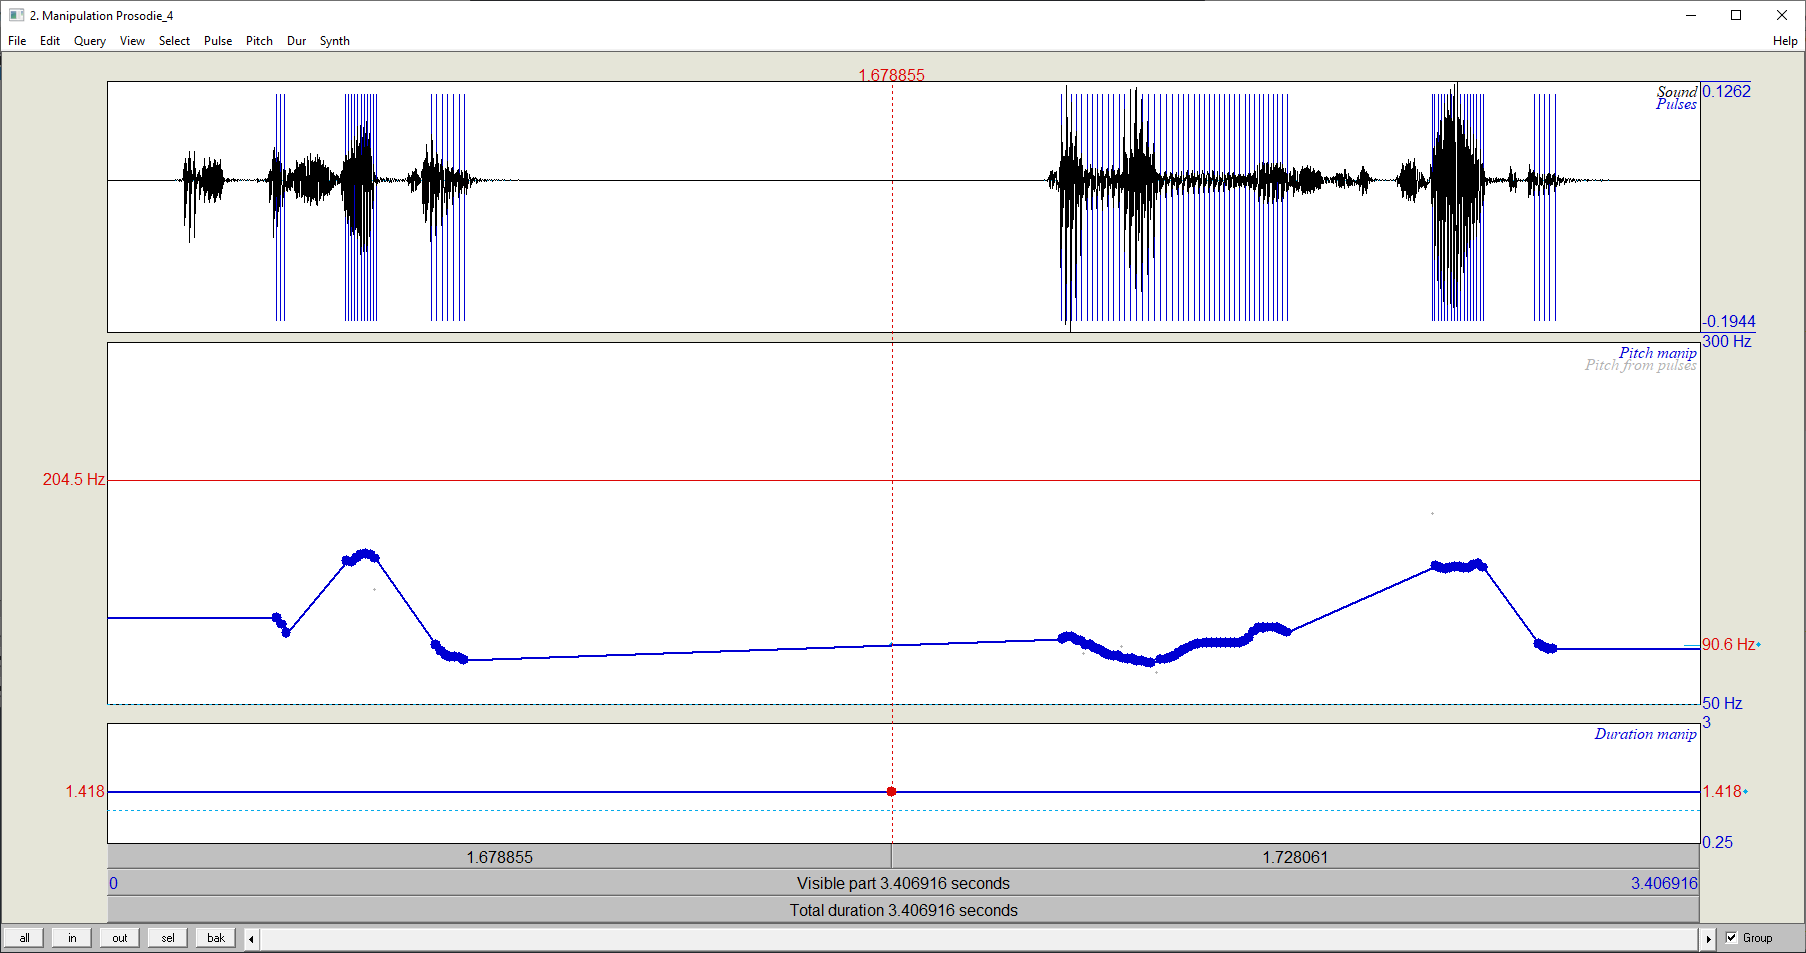 2. Manipulation Prosodie_4
File Edit Query View Select Pulse Pitch Dur Synth Help
1.678855
Sound 0.1262
Pulses
-0.1944
300 Hz
Pitch manip
Pitch from pulses
204.5 Hz
90.6 Hz
50 Hz
3
Duration manip
1.418 1.418
0.25
1.678855 1.728061
0 Visible part 3.406916 seconds 3.406916
Total duration 3.406916 seconds
all in out sel bak Group